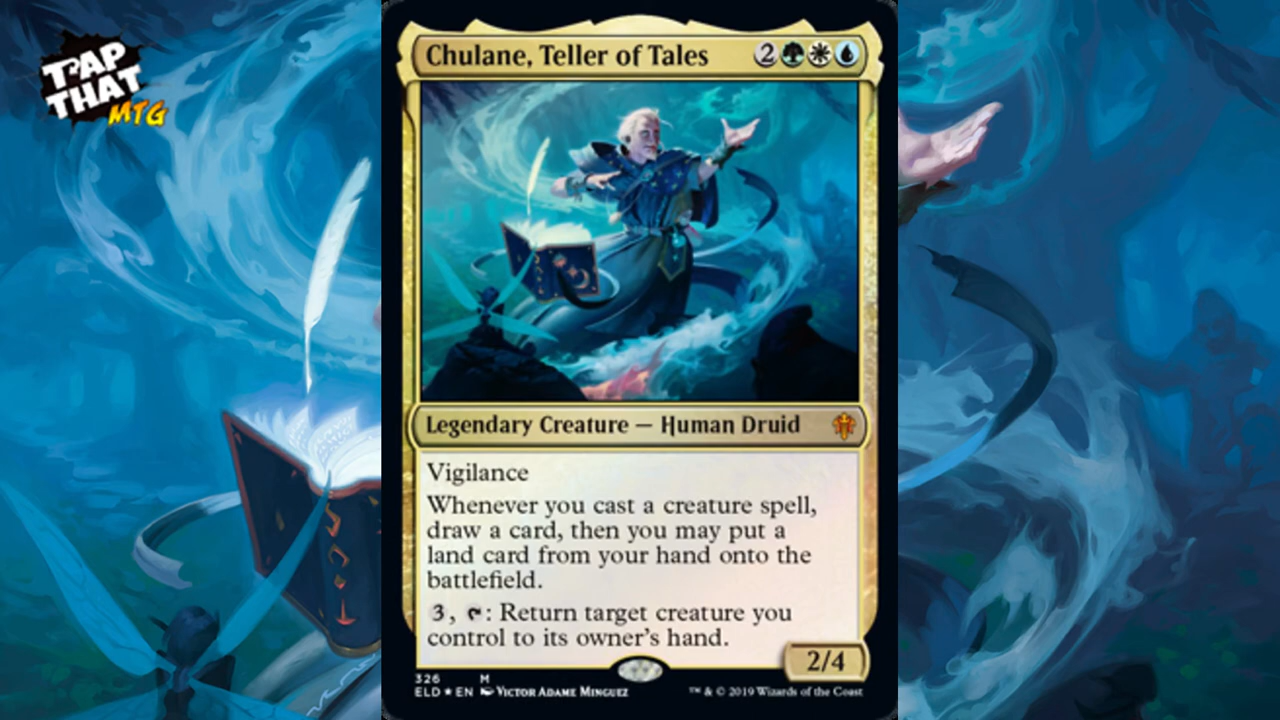 TAP
THAT
MTG
Chulane, Teller of Tales 2
Legendary Creature — Human Druid
Vigilance
Whenever you cast a creature spell,
draw a card, then you may put a
land card from your hand onto the
battlefield.
3, : Return target creature you
control to its owner's hand.
2/4
326 M
ELD ★ EN Victor Adame Minguez
™ & © 2019 Wizards of the Coast